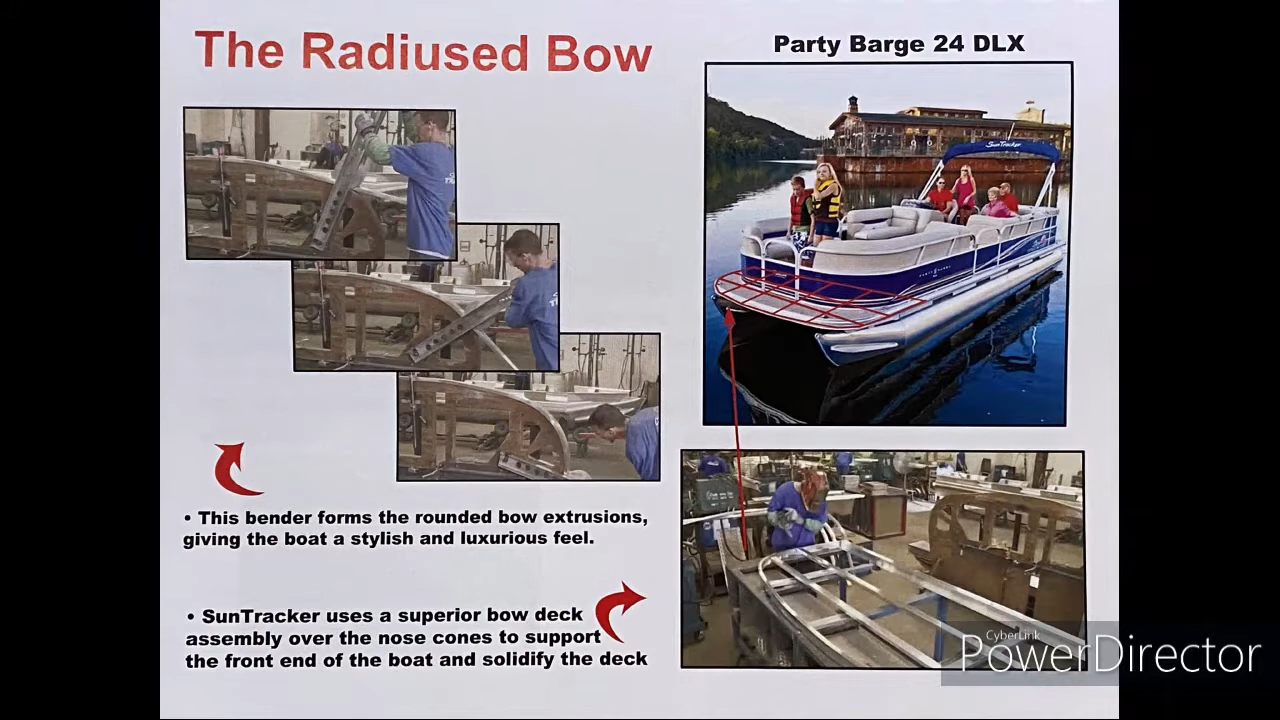 The Radiused Bow
Party Barge 24 DLX
SunTracker
• This bender forms the rounded bow extrusions,
giving the boat a stylish and luxurious feel.
• SunTracker uses a superior bow deck
assembly over the nose cones to support
the front end of the boat and solidify the deck
CyberLink
PowerDirector